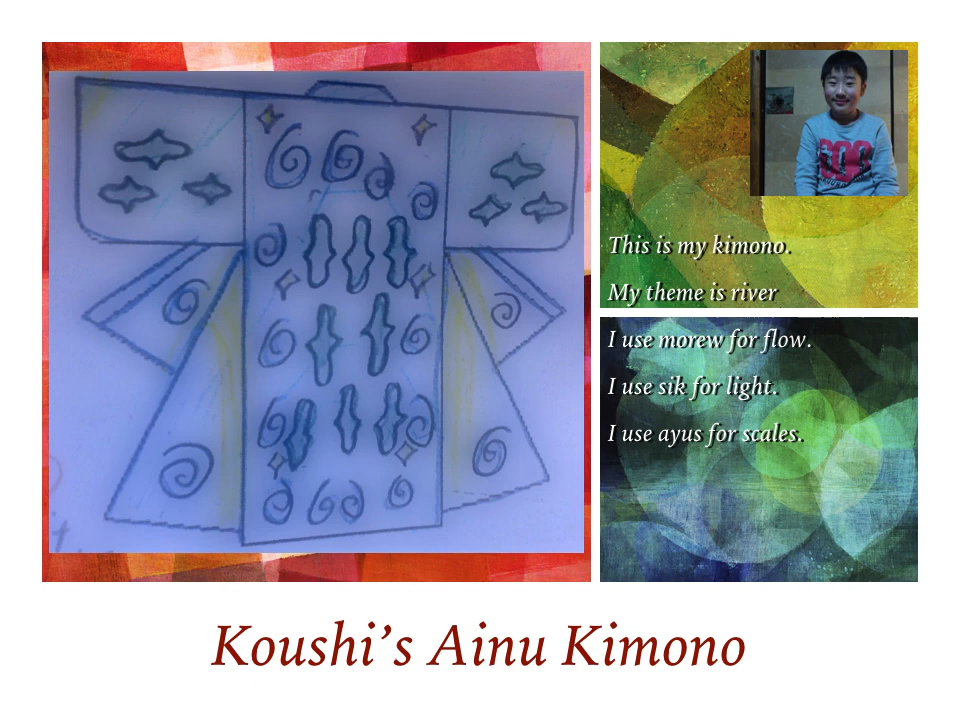 This is my kimono.
My theme is river
I use morew for flow.
I use sik for light.
I use ayus for scales.
Koushi's Ainu Kimono